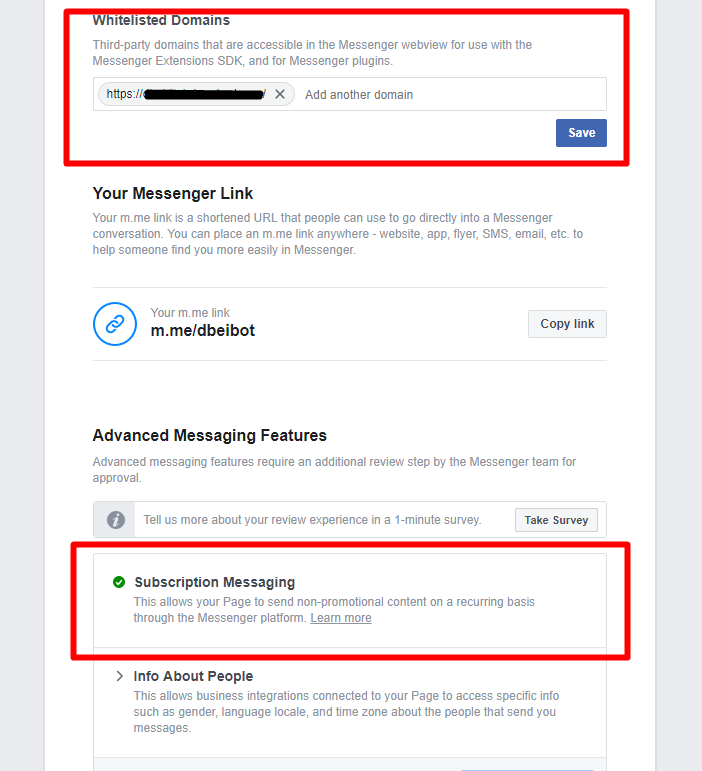 Whitelisted Domains
Third-party domains that are accessible in the Messenger webview for use with the
Messenger Extensions SDK, and for Messenger plugins.
https:// / Add another domain
Save
Your Messenger Link
Your m.me link is a shortened URL that people can use to go directly into a Messenger
conversation. You can place an m.me link anywhere - website, app, flyer, SMS, email, etc. to
help someone find you more easily in Messenger.
Your m.me link
m.me/dbeibot
Copy link
Advanced Messaging Features
Advanced messaging features require an additional review step by the Messenger team for
approval.
Tell us more about your review experience in a 1-minute survey.
Take Survey
Subscription Messaging
This allows your Page to send non-promotional content on a recurring basis
through the Messenger platform. Learn more
Info About People
This allows business integrations connected to your Page to access specific info
such as gender, language locale, and time zone about the people that send you
messages.